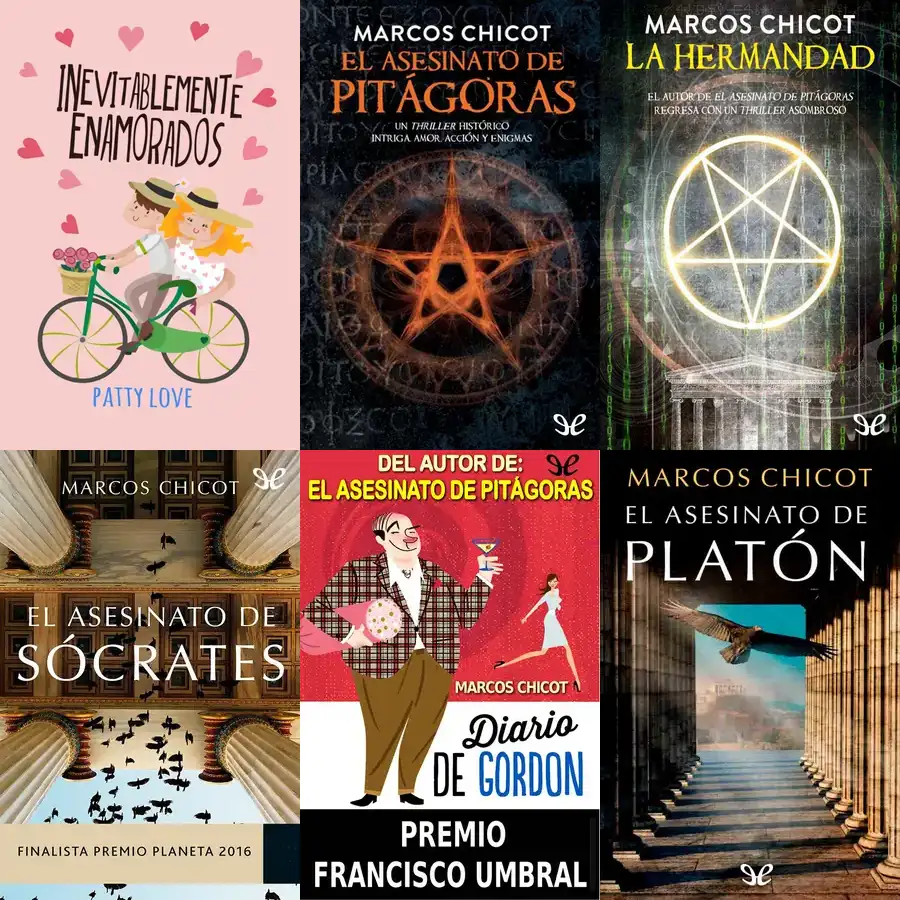 INEVITABLEMENTE
ENAMORADOS
PATTY LOVE
MARCOS CHICOT
EL ASESINATO DE
PITÁGORAS
UN THRILLER HISTÓRICO
INTRIGA, AMOR, ACCIÓN Y ENIGMAS
MARCOS CHICOT
LA HERMANDAD
EL AUTOR DE EL ASESINATO DE PITÁGORAS
REGRESA CON UN THRILLER ASOMBROSO
MARCOS CHICOT
EL ASESINATO DE
SÓCRATES
FINALISTA PREMIO PLANETA 2016
DEL AUTOR DE:
EL ASESINATO DE PITÁGORAS
MARCOS CHICOT
Diario
DE GORDON
PREMIO
FRANCISCO UMBRAL
MARCOS CHICOT
EL ASESINATO DE
PLATÓN